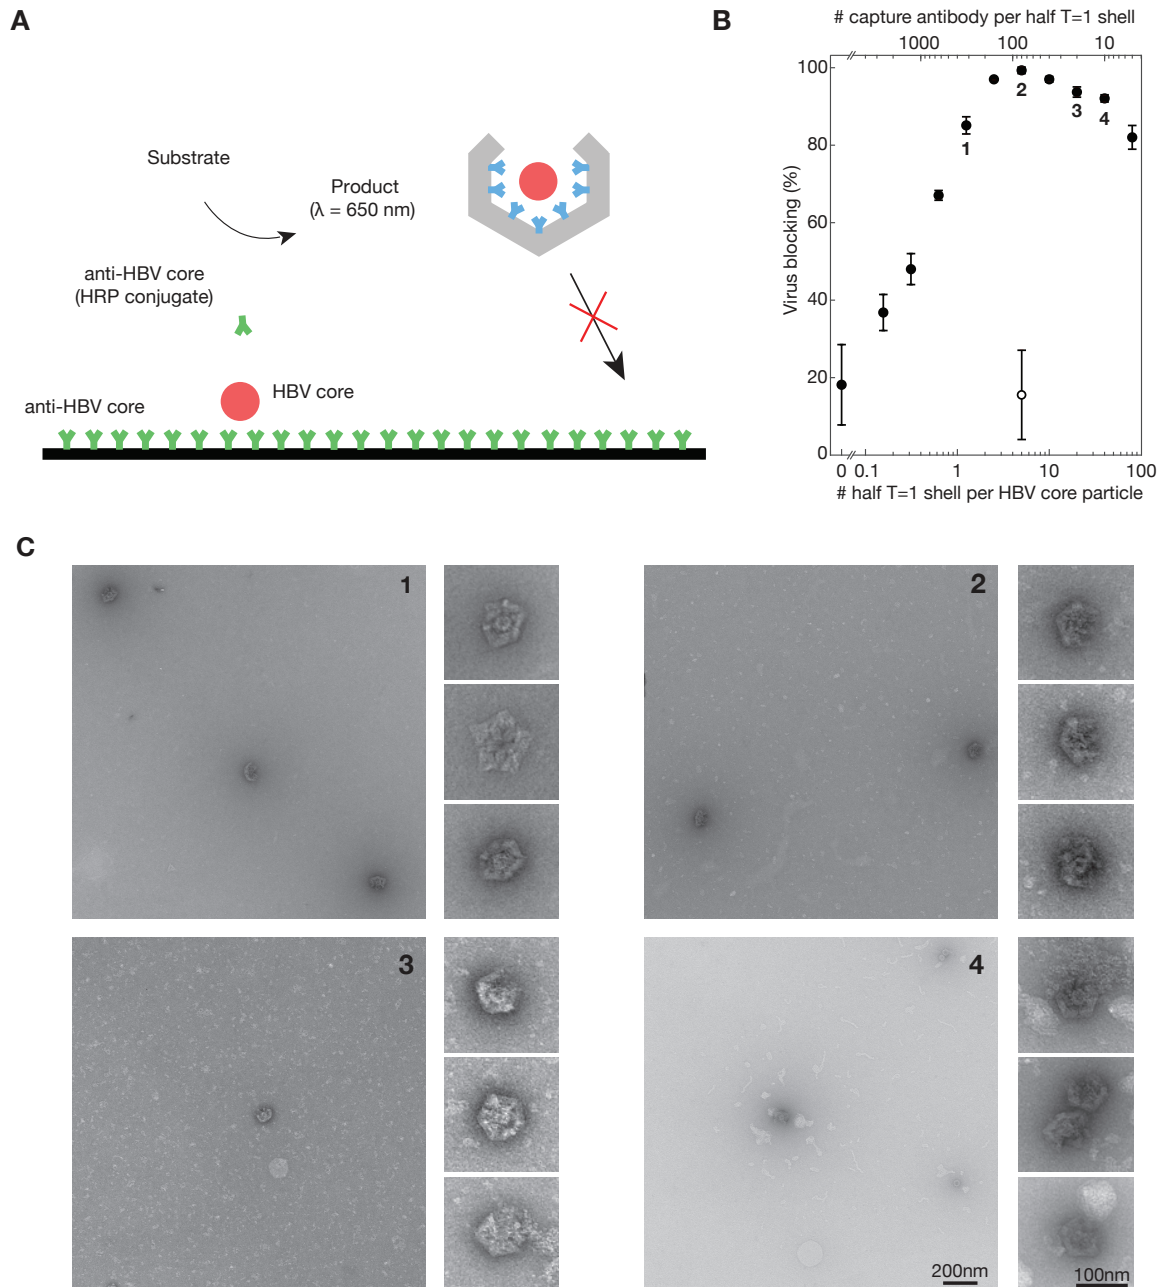 A
Substrate
Product
(λ = 650 nm)
anti-HBV core
(HRP conjugate)
HBV core
anti-HBV core
B
# capture antibody per half T=1 shell
1000 100 10
Virus blocking (%)
100
80
60
40
20
0
1
2
3
4
0 0.1 1 10 100
# half T=1 shell per HBV core particle
C
1
2
3
4
200nm
100nm